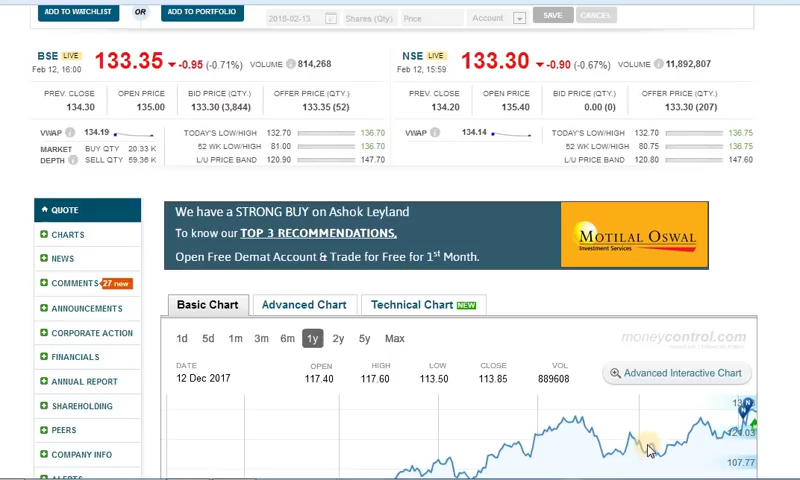 ADD TO WATCHLIST OR ADD TO PORTFOLIO 2018-02-13 Shares (Qty) Price Account SAVE CANCEL
BSE LIVE 133.35 -0.95 (-0.71%) VOLUME 814,268
Feb 12, 16:00
PREV. CLOSE OPEN PRICE BID PRICE (QTY.) OFFER PRICE (QTY.)
134.30 135.00 133.30 (3,844) 133.35 (52)
VWAP 134.19 TODAY'S LOW/HIGH 132.70 136.70
MARKET BUY QTY 20.33 K 52 WK LOW/HIGH 81.00 136.70
DEPTH SELL QTY 59.36 K L/U PRICE BAND 120.90 147.70
NSE LIVE 133.30 -0.90 (-0.67%) VOLUME 11,892,807
Feb 12, 15:59
PREV. CLOSE OPEN PRICE BID PRICE (QTY.) OFFER PRICE (QTY.)
134.20 135.40 0.00 (0) 133.30 (207)
VWAP 134.14 TODAY'S LOW/HIGH 132.70 136.75
52 WK LOW/HIGH 80.75 136.75
L/U PRICE BAND 120.80 147.60
QUOTE
CHARTS
NEWS
COMMENTS 27 new
ANNOUNCEMENTS
CORPORATE ACTION
FINANCIALS
ANNUAL REPORT
SHAREHOLDING
PEERS
COMPANY INFO
ALERTS
We have a STRONG BUY on Ashok Leyland
To know our TOP 3 RECOMMENDATIONS.
Open Free Demat Account & Trade for Free for 1st Month.
MOTILAL OSWAL
Investment Services
Basic Chart Advanced Chart Technical Chart NEW
1d 5d 1m 3m 6m 1y 2y 5y Max
moneycontrol.com
DATE OPEN HIGH LOW CLOSE VOL
12 Dec 2017 117.40 117.60 113.50 113.85 889608
Advanced Interactive Chart
N
N
107.77